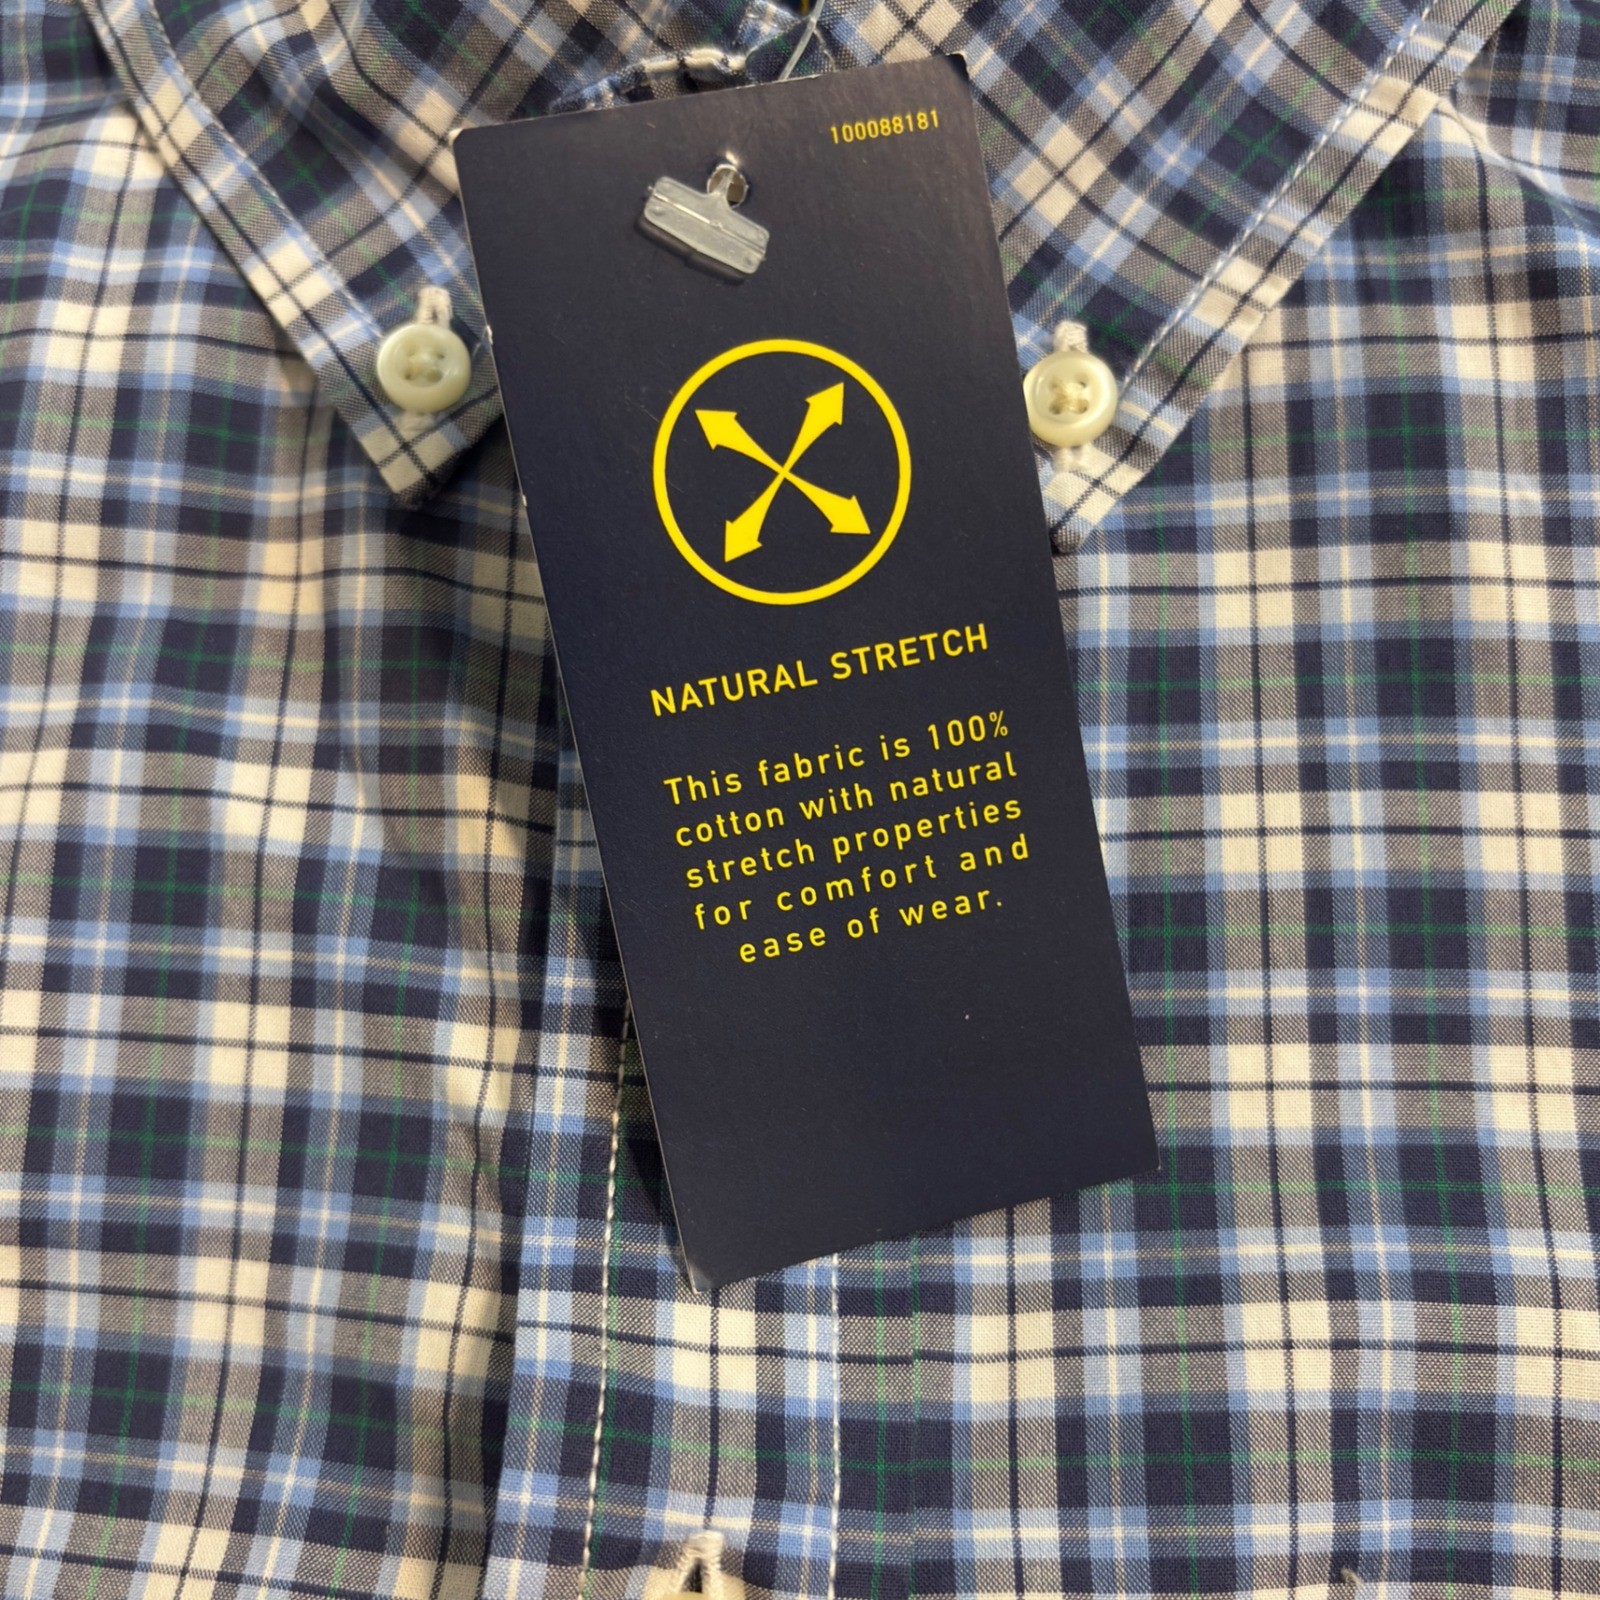 100088181
NATURAL STRETCH
This fabric is 100%
cotton with natural
stretch properties
for comfort and
ease of wear.